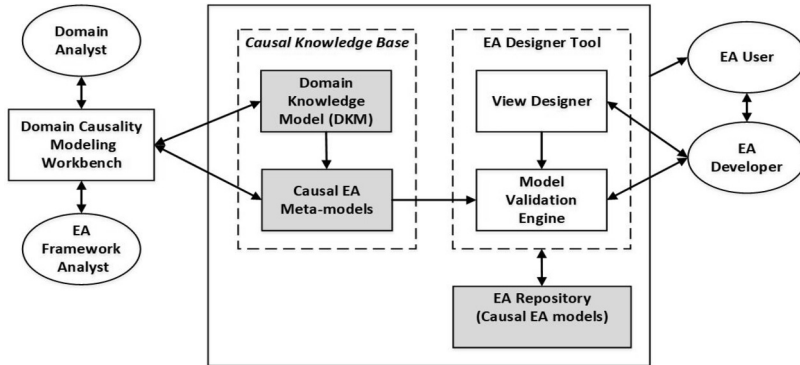 Domain
Analyst
Domain Causality
Modeling
Workbench
EA
Framework
Analyst
Causal Knowledge Base
Domain
Knowledge
Model (DKM)
Causal EA
Meta-models
EA Designer Tool
View Designer
Model
Validation
Engine
EA Repository
(Causal EA models)
EA User
EA
Developer